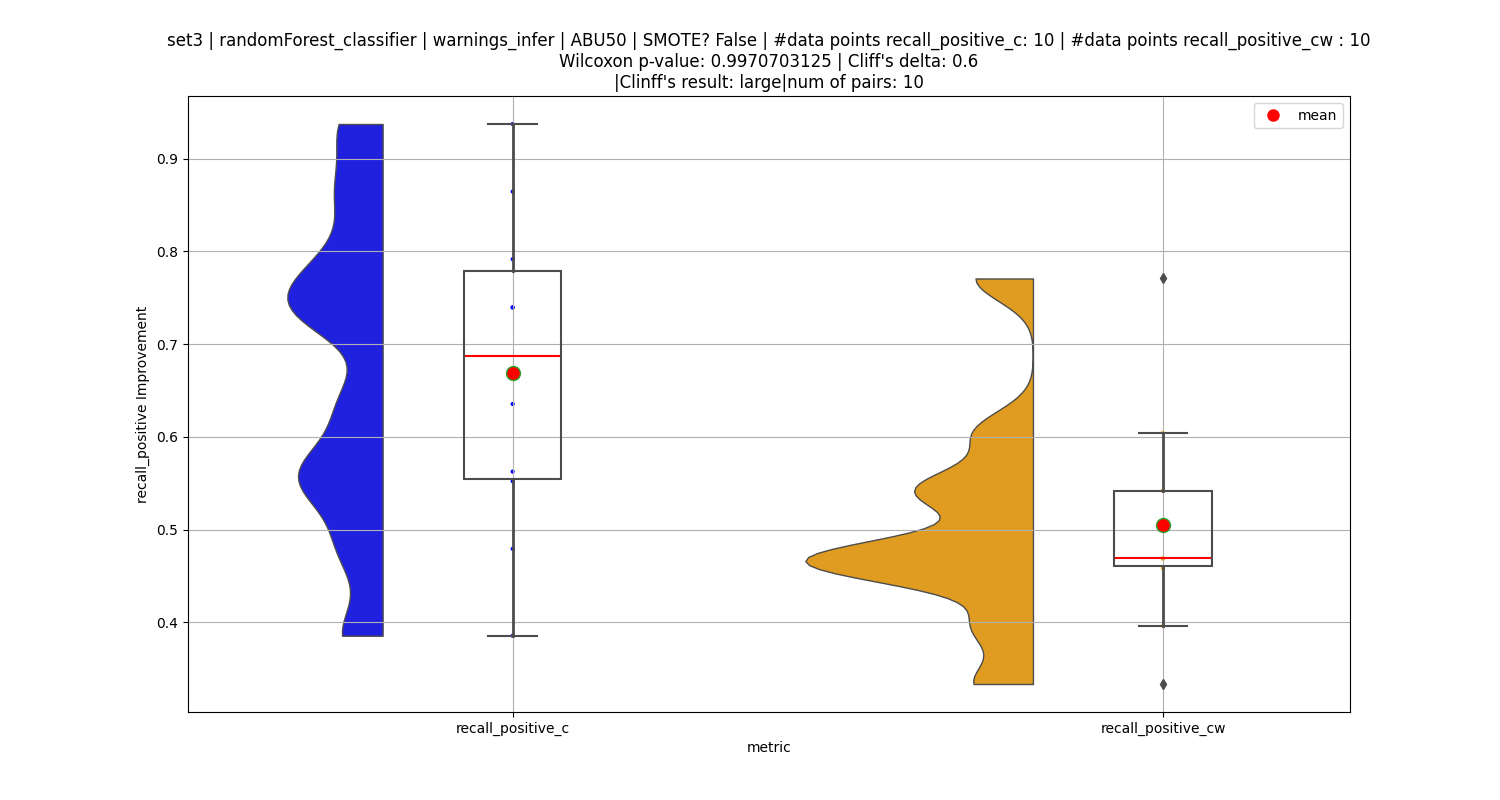 set3 | randomForest_classifier | warnings_infer | ABU50 | SMOTE? False | #data points recall_positive_c: 10 | #data points recall_positive_cw : 10
Wilcoxon p-value: 0.9970703125 | Cliff's delta: 0.6
|Clinff's result: large|num of pairs: 10
mean
0.9
0.8
0.7
0.6
0.5
0.4
recall_positive Improvement
recall_positive_c
recall_positive_cw
metric